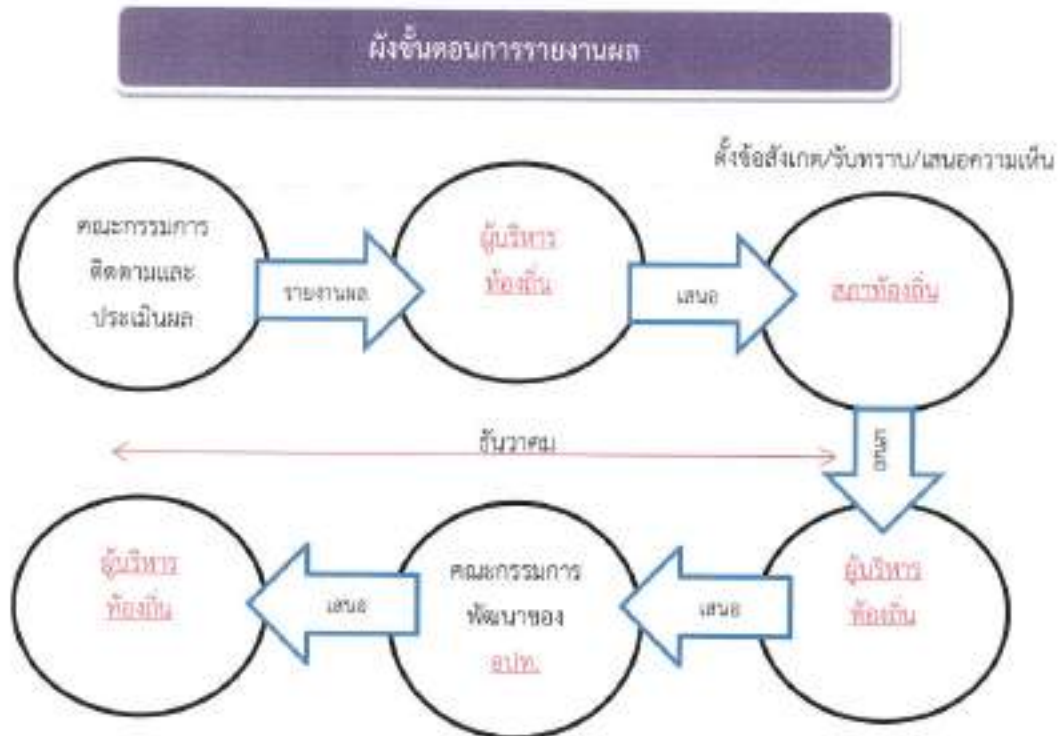 ผังขั้นตอนการรายงานผล
ตั้งข้อสังเกต/รับทราบ/เสนอความเห็น
คณะกรรมการ
ติดตามและ
ประเมินผล
รายงานผล
ผู้บริหาร
ท้องถิ่น
เสนอ
สภาท้องถิ่น
เสนอ
ธันวาคม
ผู้บริหาร
ท้องถิ่น
เสนอ
คณะกรรมการ
พัฒนาของ
อปท.
เสนอ
ผู้บริหาร
ท้องถิ่น